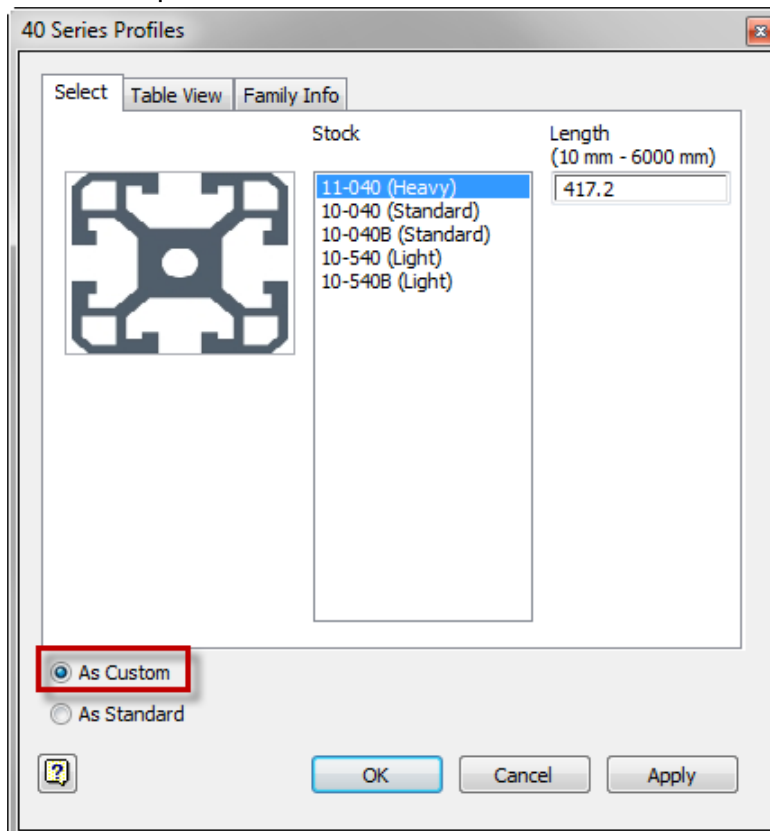 40 Series Profiles
Select Table View Family Info
Stock
Length
(10 mm - 6000 mm)
11-040 (Heavy)
10-040 (Standard)
10-040B (Standard)
10-540 (Light)
10-540B (Light)
417.2
As Custom
As Standard
OK Cancel Apply